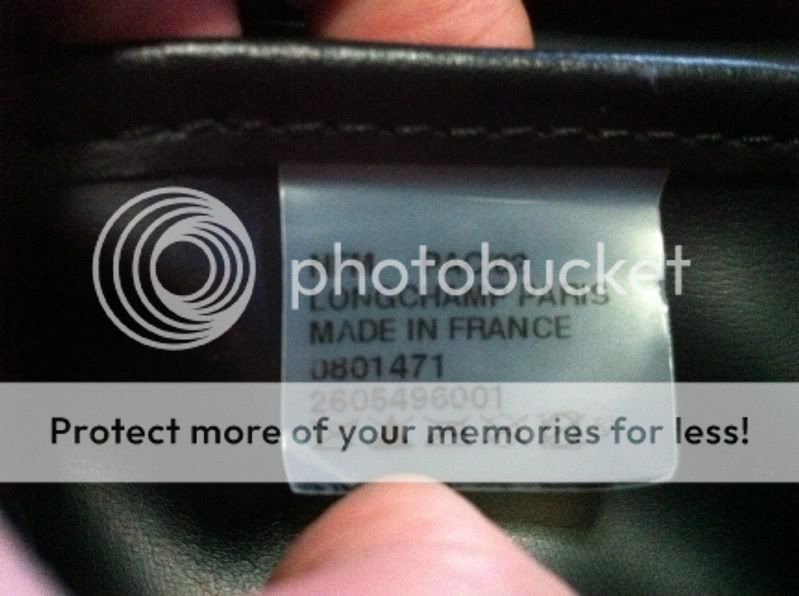 photobucket
LONGCHAMP PARIS
MADE IN FRANCE
0801471
2605496001
Protect more of your memories for less!